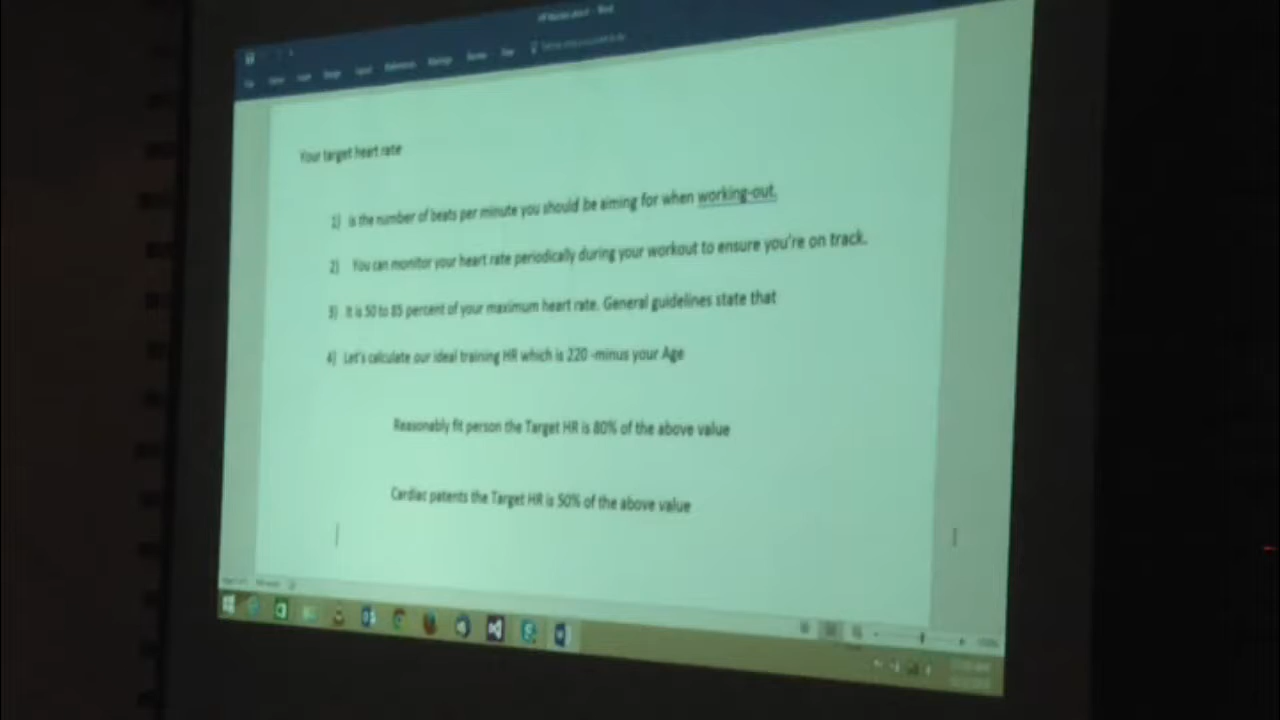 Your target heart rate
1) is the number of beats per minute you should be aiming for when working-out.
2) You can monitor your heart rate periodically during your workout to ensure you're on track.
3) It is 50 to 85 percent of your maximum heart rate. General guidelines state that
4) Let's calculate our ideal training HR which is 220 -minus your Age
Reasonably fit person the Target HR is 80% of the above value
Cardiac patents the Target HR is 50% of the above value